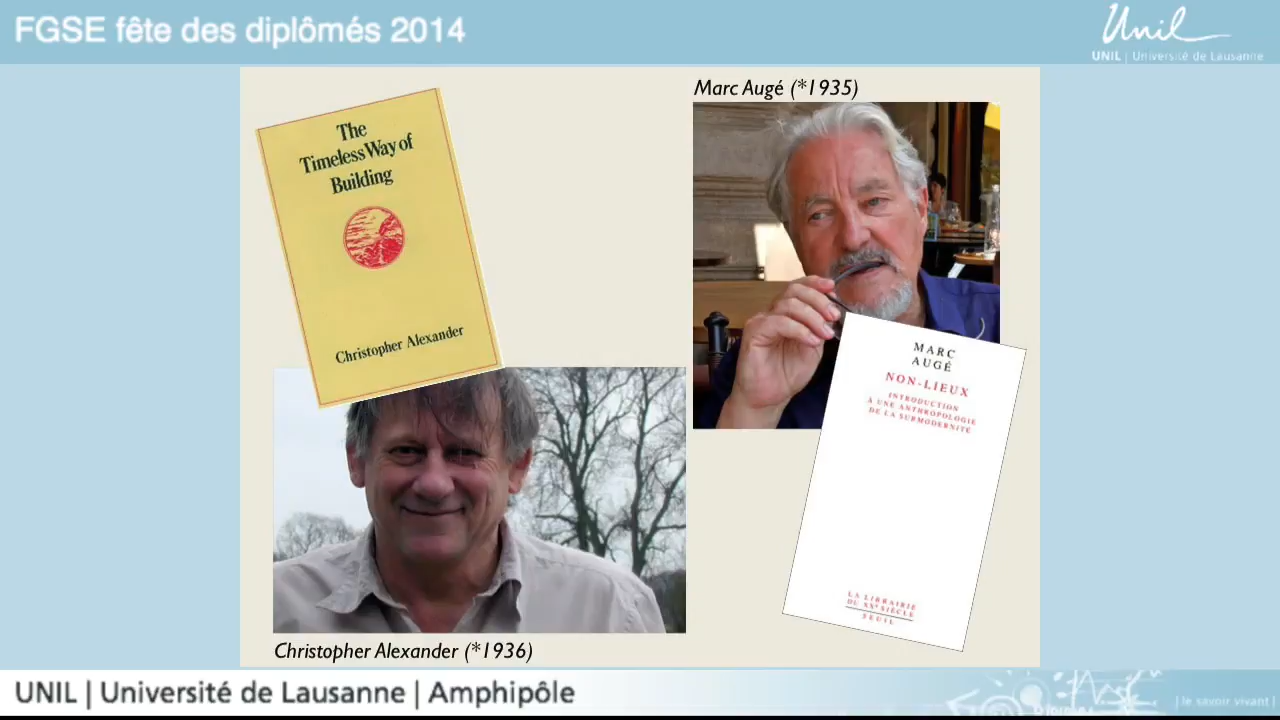 FGSE fête des diplômés 2014
Unil
UNIL | Université de Lausanne
The
Timeless Way of
Building
Christopher Alexander
Marc Augé (*1935)
MARC
AUGÉ
NON-LIEUX
INTRODUCTION
À UNE ANTHROPOLOGIE
DE LA SURMODERNITÉ
LA LIBRAIRIE
DU XXe SIÈCLE
SEUIL
Christopher Alexander (*1936)
UNIL | Université de Lausanne | Amphipôle
| le savoir vivant |